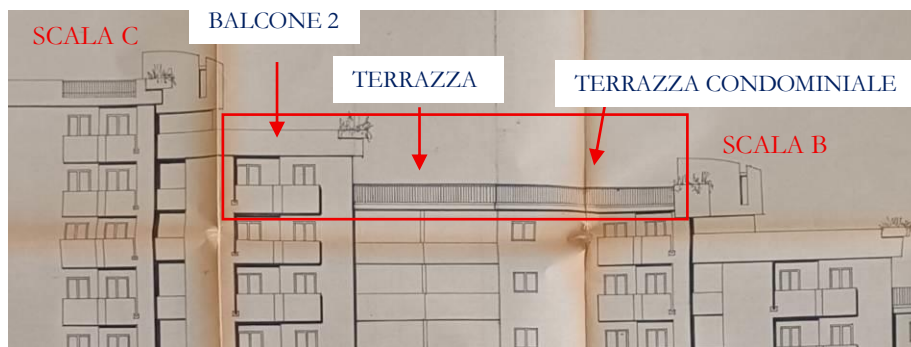 BALCONE 2
SCALA C
TERRAZZA
TERRAZZA CONDOMINIALE
SCALA B